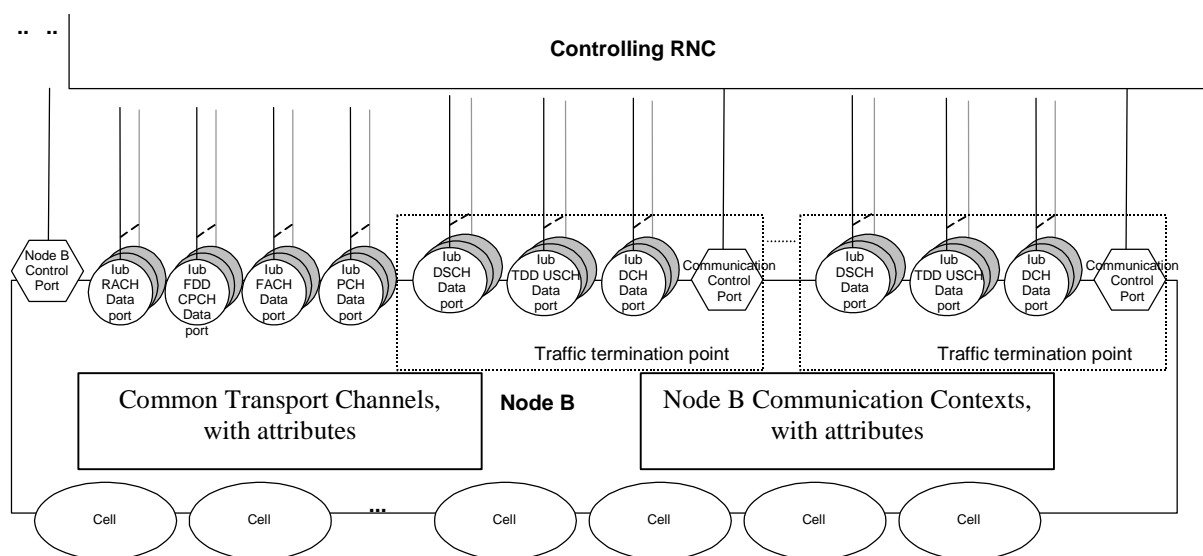 .. ..
Controlling RNC
Node B
Control
Port
Iub
RACH
Data
port
Iub
FDD
CPCH
Data
port
Iub
FACH
Data
port
Iub
PCH
Data
port
Iub
DSCH
Data
port
Iub
TDD USCH
Data
port
Iub
DCH
Data
port
Communication
Control
Port
Iub
DSCH
Data
port
Iub
TDD USCH
Data
port
Iub
DCH
Data
port
Communication
Control
Port
Traffic termination point
Traffic termination point
Common Transport Channels,
with attributes
Node B
Node B Communication Contexts,
with attributes
Cell
Cell
...
Cell
Cell
Cell
Cell